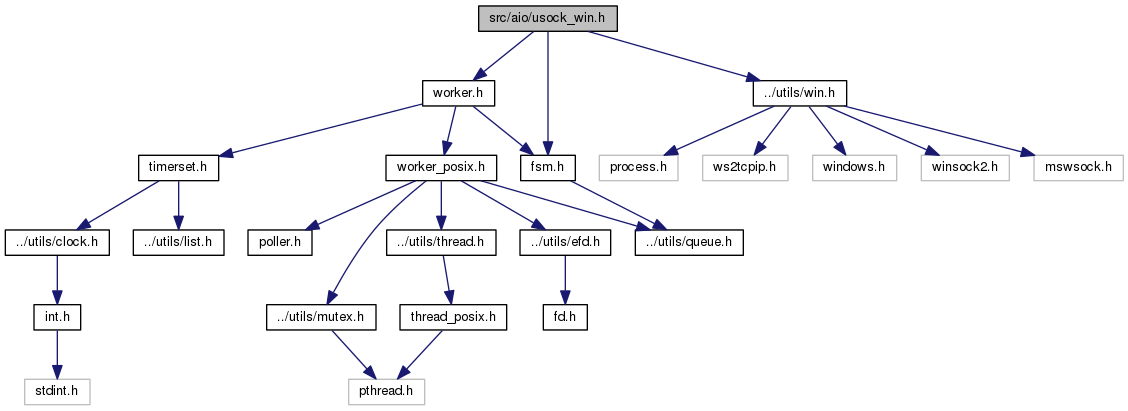 src/aio/usock_win.h
worker.h
../utils/win.h
timerset.h
worker_posix.h
fsm.h
process.h
ws2tcpip.h
windows.h
winsock2.h
mswsock.h
../utils/clock.h
../utils/list.h
poller.h
../utils/thread.h
../utils/efd.h
../utils/queue.h
int.h
../utils/mutex.h
thread_posix.h
fd.h
stdint.h
pthread.h